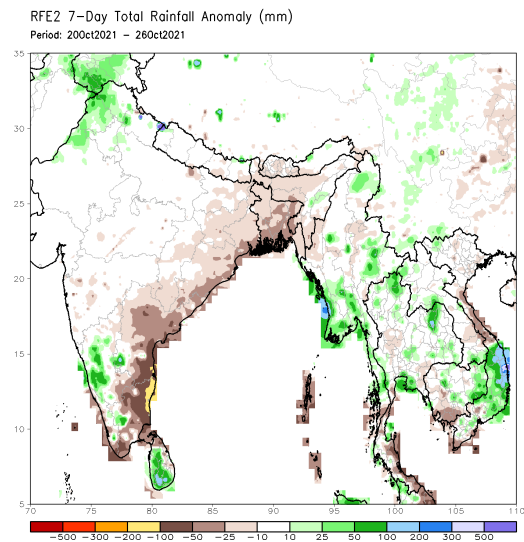 RFE2 7-Day Total Rainfall Anomaly (mm)
Period: 20Oct2021 - 26Oct2021
35
30
25
20
15
10
5
70 75 80 85 90 95 100 105 110
-500 -300 -200 -100 -50 -25 -10 10 25 50 100 200 300 500